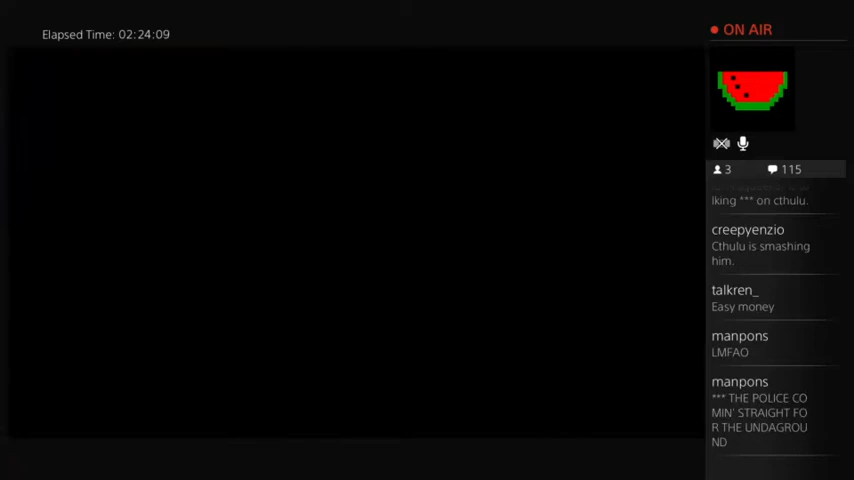 Elapsed Time: 02:24:09
ON AIR
3 115
lking *** on cthulu.
creepyenzio
Cthulu is smashing
him.
talkren_
Easy money
manpons
LMFAO
manpons
*** THE POLICE CO
MIN' STRAIGHT FO
R THE UNDAGROU
ND